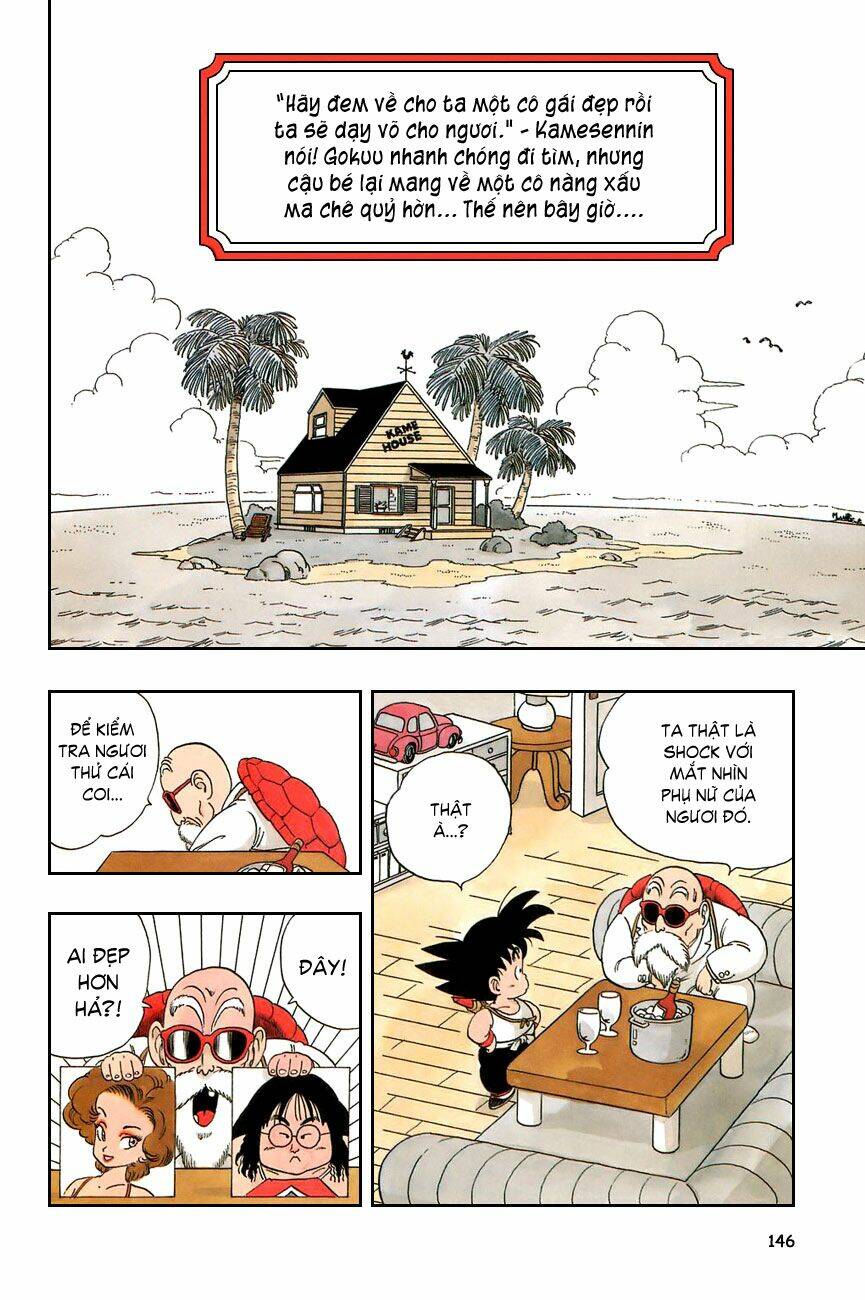 "Hãy đem về cho ta một cô gái đẹp rồi
ta sẽ dạy võ cho ngươi." - Kamesennin
nói! Gokuu nhanh chóng đi tìm, nhưng
cậu bé lại mang về một cô nàng xấu
ma chê quỷ hờn... Thế nên bây giờ....
KAME
HOUSE
TA THẬT LÀ
SHOCK VỚI
MẮT NHÌN
PHỤ NỮ CỦA
NGƯƠI ĐÓ.
THẬT
À...?
ĐỂ KIỂM
TRA NGƯƠI
THỬ CÁI
COI...
ĐÂY!
AI ĐẸP
HƠN
HẢ?!
146